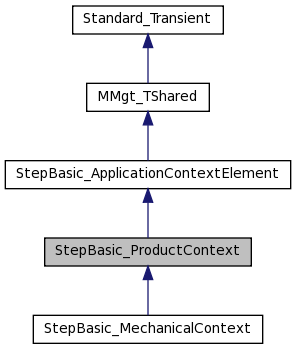 Standard_Transient
MMgt_TShared
StepBasic_ApplicationContextElement
StepBasic_ProductContext
StepBasic_MechanicalContext